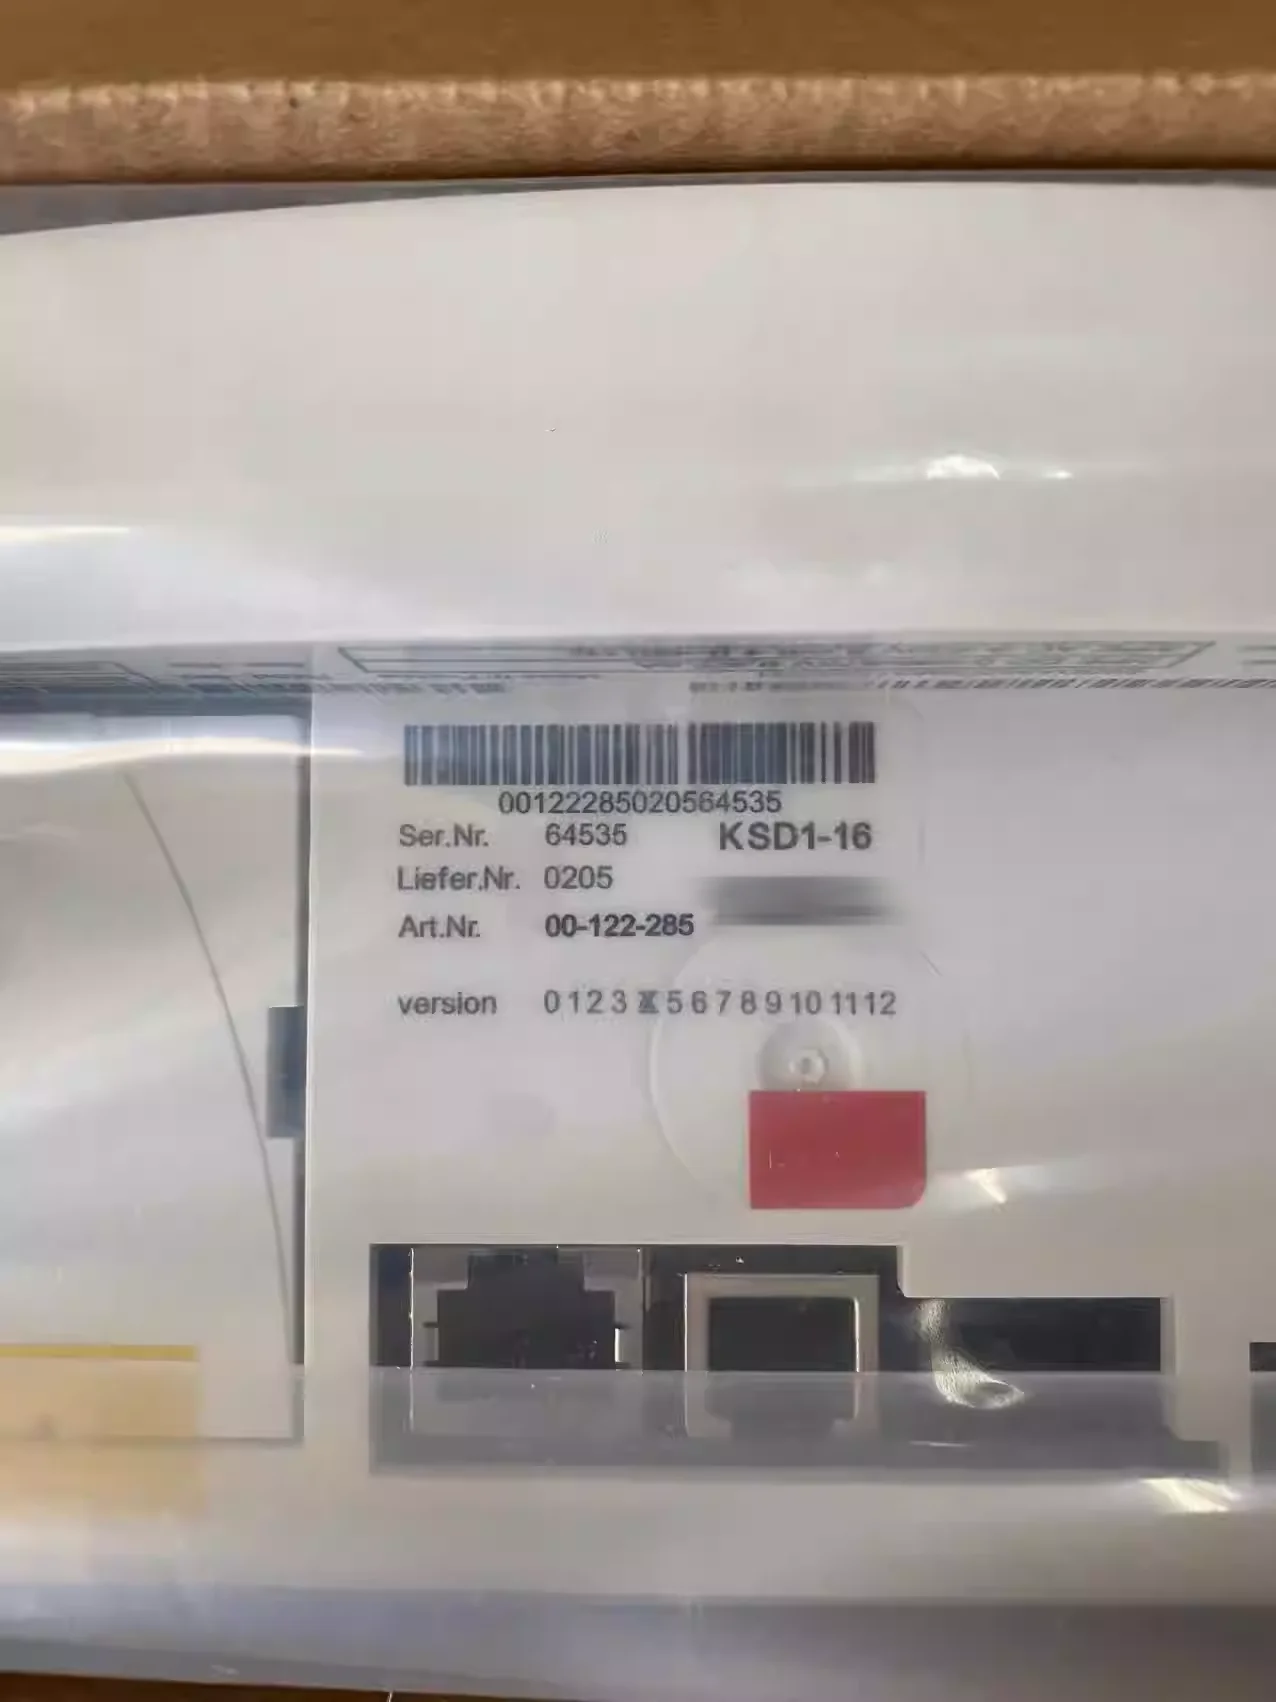 00122285020564535
Ser.Nr. 64535 KSD1-16
Liefer.Nr. 0205
Art.Nr. 00-122-285
version 0 1 2 3 X 5 6 7 8 9 10 11 12